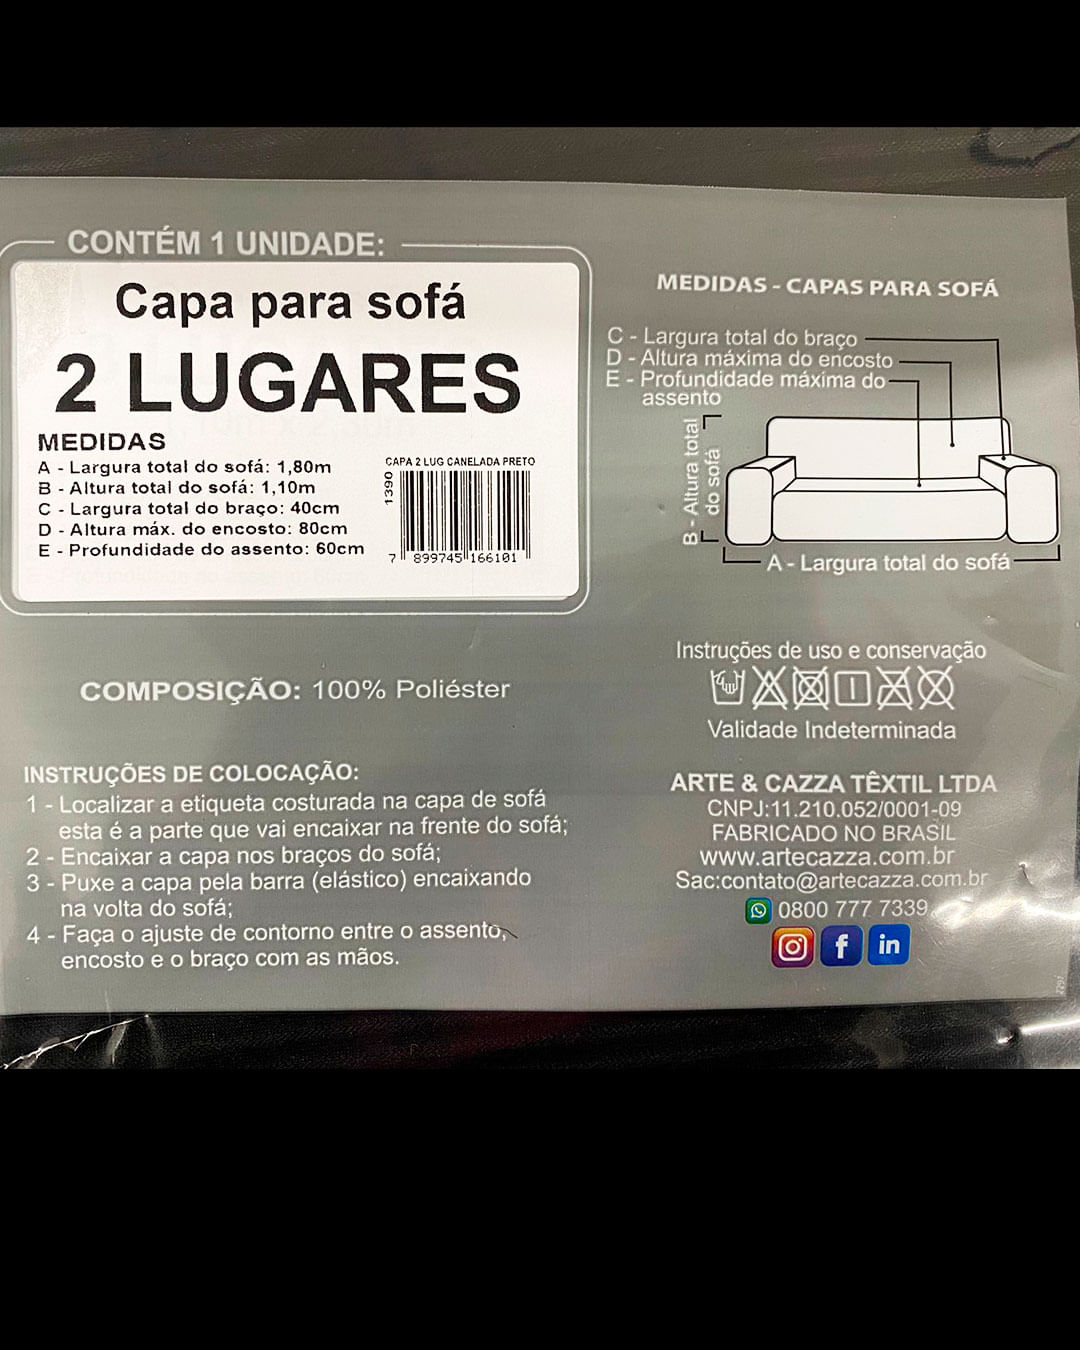 CONTÉM 1 UNIDADE:
Capa para sofá
2 LUGARES
MEDIDAS
A - Largura total do sofá: 1,80m
B - Altura total do sofá: 1,10m
C - Largura total do braço: 40cm
D - Altura máx. do encosto: 80cm
E - Profundidade do assento: 60cm
CAPA 2 LUG CANELADA PRETO
1390
7 899745 166101
COMPOSIÇÃO: 100% Poliéster
INSTRUÇÕES DE COLOCAÇÃO:
1 - Localizar a etiqueta costurada na capa de sofá
esta é a parte que vai encaixar na frente do sofá;
2 - Encaixar a capa nos braços do sofá;
3 - Puxe a capa pela barra (elástico) encaixando
na volta do sofá;
4 - Faça o ajuste de contorno entre o assento,
encosto e o braço com as mãos.
MEDIDAS - CAPAS PARA SOFÁ
C - Largura total do braço
D - Altura máxima do encosto
E - Profundidade máxima do
assento
B - Altura total
do sofá
A - Largura total do sofá
Instruções de uso e conservação
Validade Indeterminada
ARTE & CAZZA TÊXTIL LTDA
CNPJ:11.210.052/0001-09
FABRICADO NO BRASIL
www.artecazza.com.br
Sac:contato@artecazza.com.br
0800 777 7339
f in